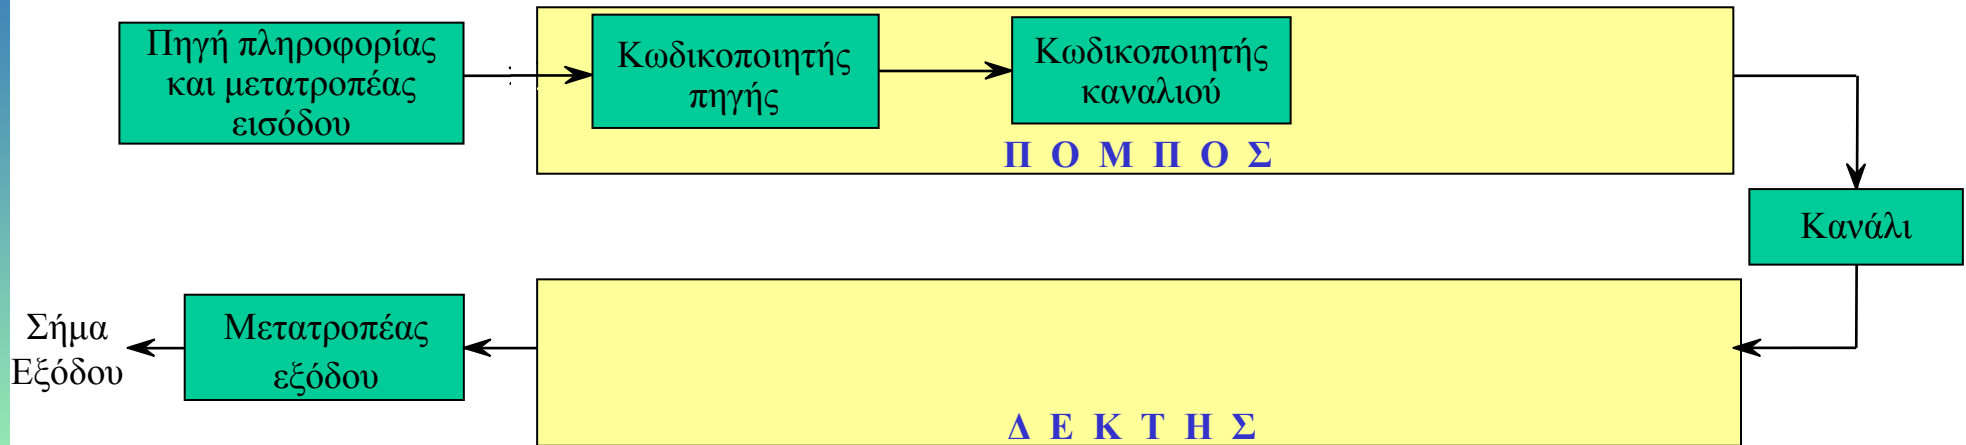 Πηγή πληροφορίας
και μετατροπέας
εισόδου
Κωδικοποιητής
πηγής
Κωδικοποιητής
καναλιού
Π Ο Μ Π Ο Σ
Κανάλι
Σήμα
Εξόδου
Μετατροπέας
εξόδου
Δ Ε Κ Τ Η Σ